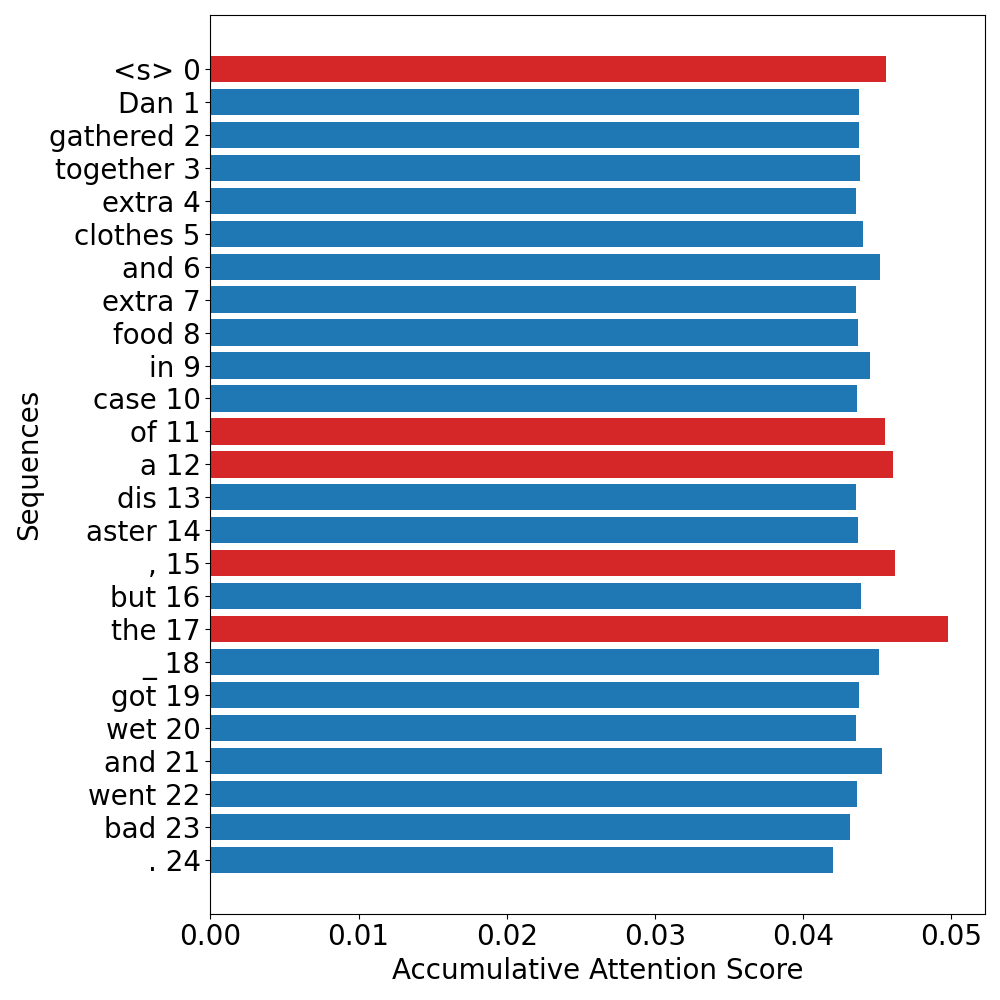 <s> 0
Dan 1
gathered 2
together 3
extra 4
clothes 5
and 6
extra 7
food 8
in 9
case 10
of 11
a 12
dis 13
aster 14
, 15
but 16
the 17
_ 18
got 19
wet 20
and 21
went 22
bad 23
. 24
Sequences
0.00 0.01 0.02 0.03 0.04 0.05
Accumulative Attention Score